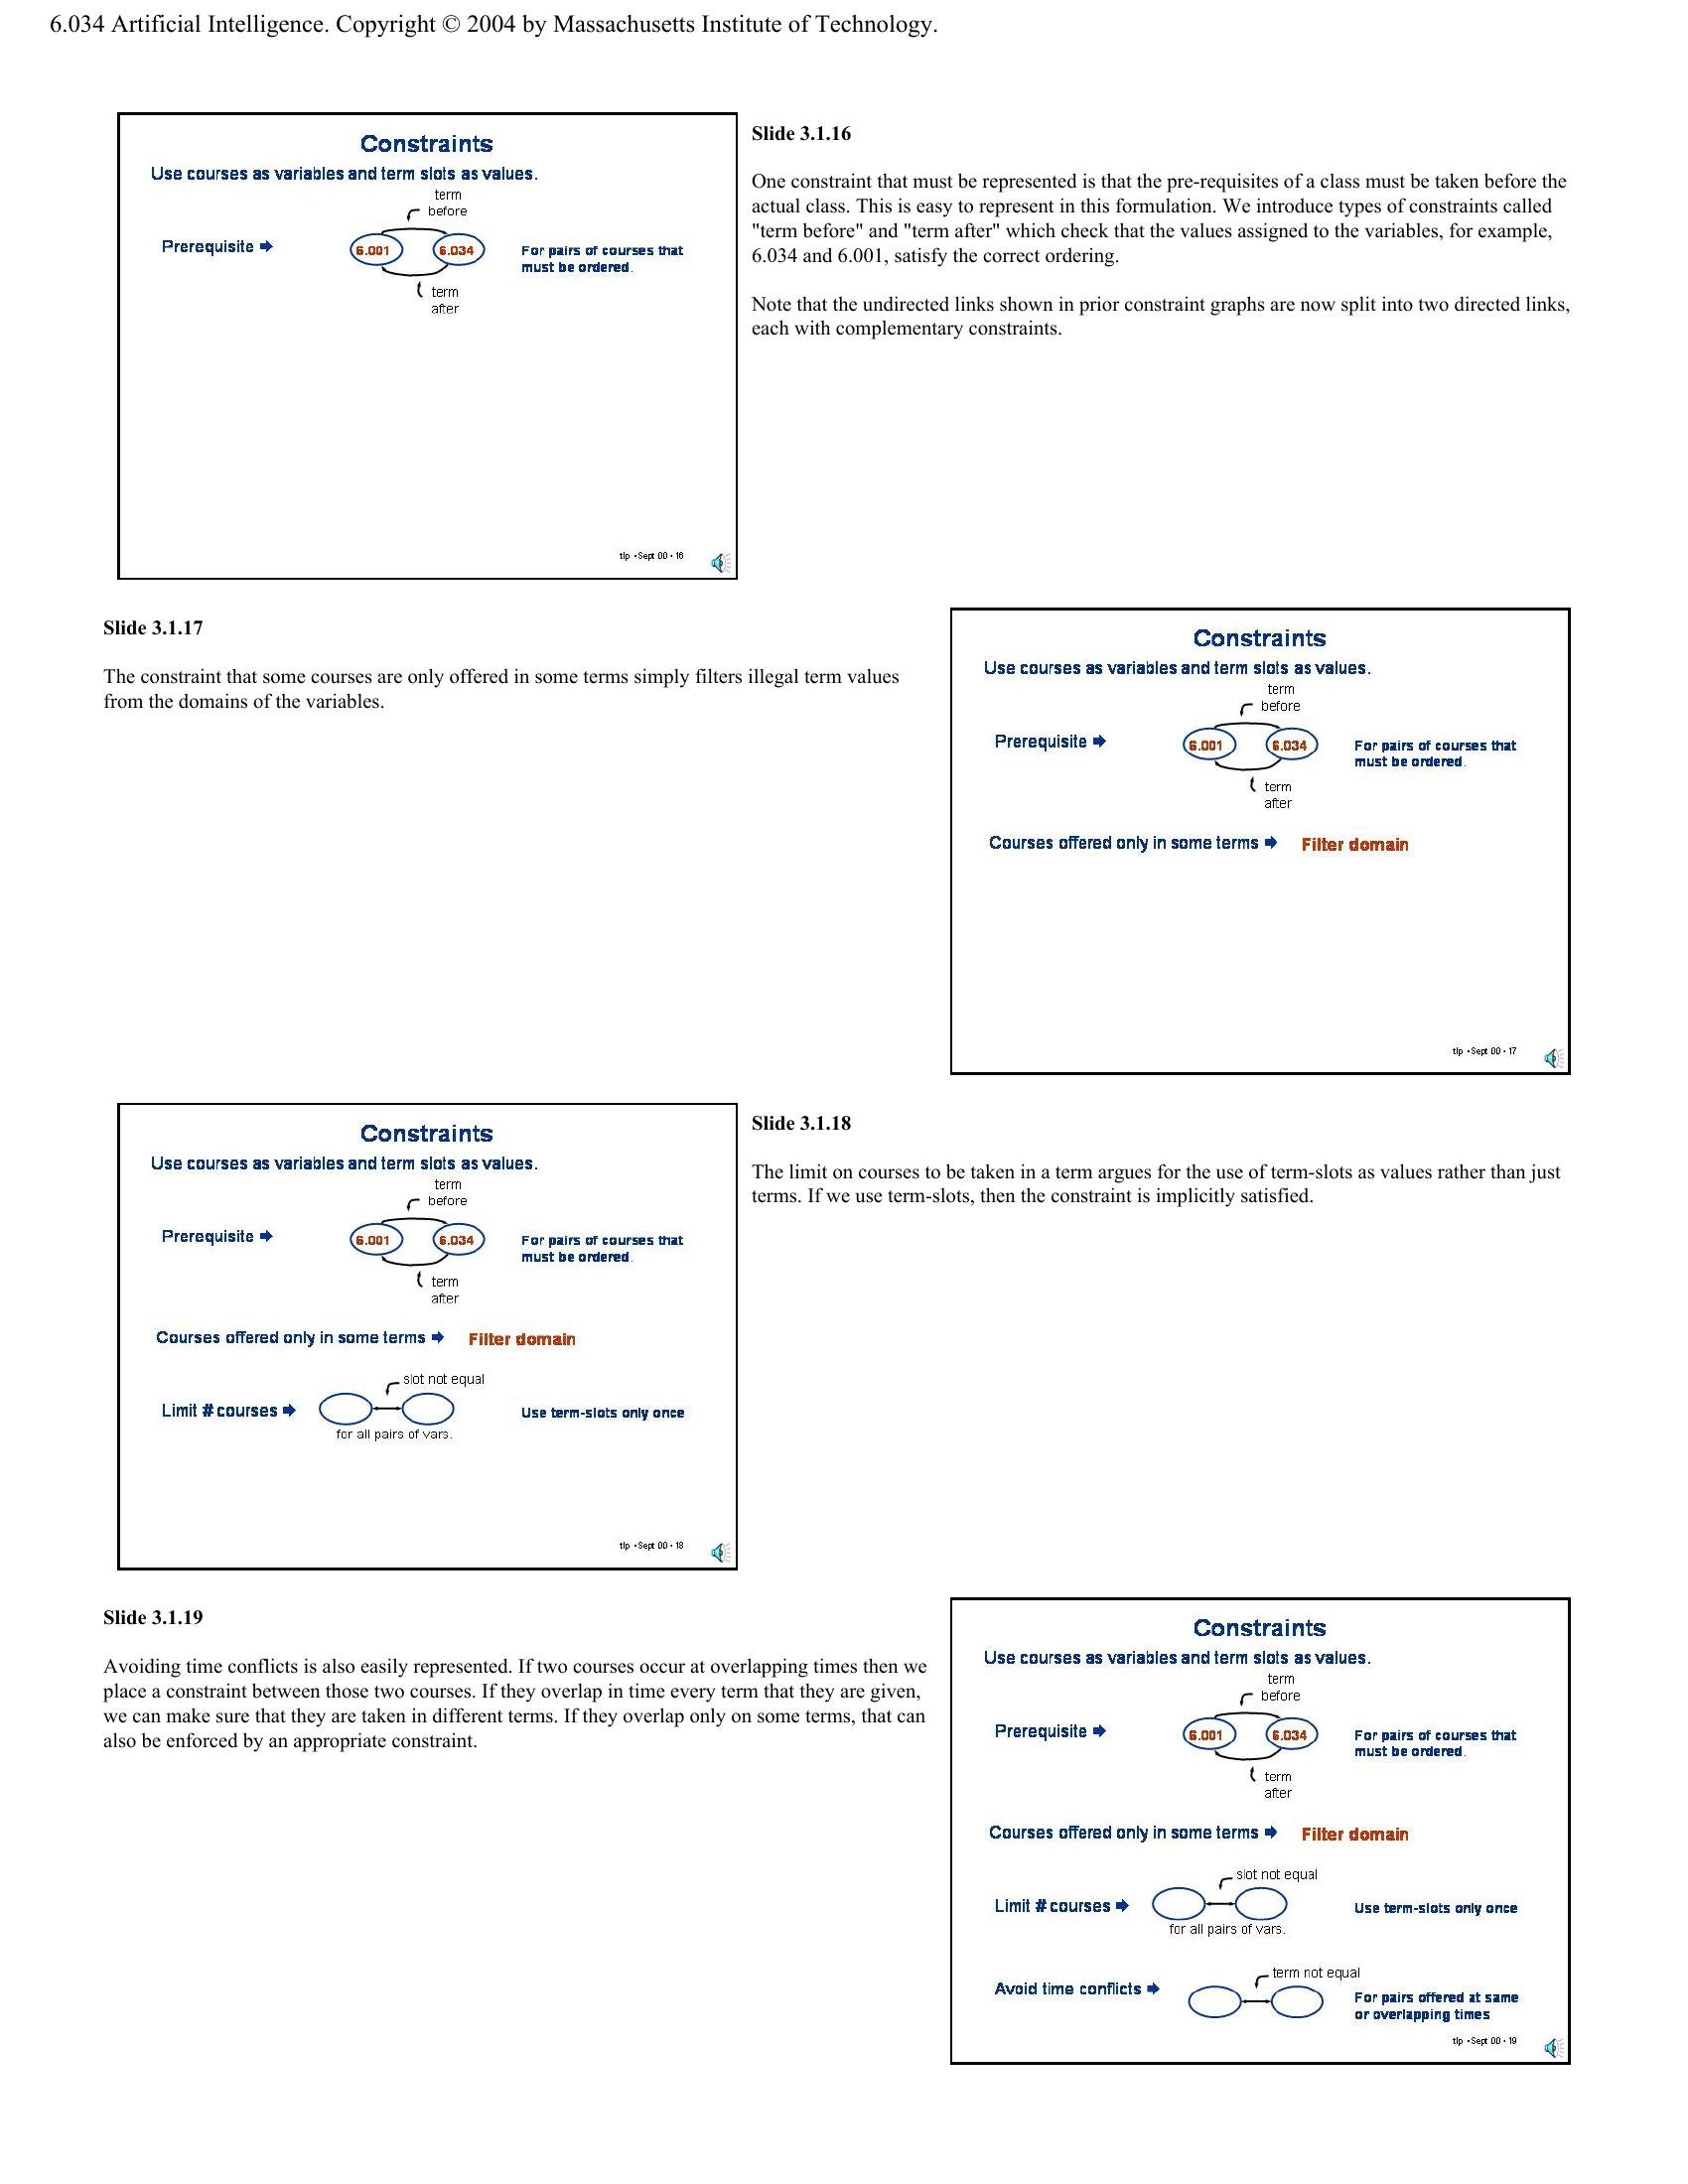 6.034 Artificial Intelligence. Copyright © 2004 by Massachusetts Institute of Technology.
Constraints
Use courses as variables and term slots as values.
term
before
Prerequisite
6.001
6.034
For pairs of courses that
must be ordered.
term
after
tlp • Sept 00 • 16
Slide 3.1.16
One constraint that must be represented is that the pre-requisites of a class must be taken before the
actual class. This is easy to represent in this formulation. We introduce types of constraints called
"term before" and "term after" which check that the values assigned to the variables, for example,
6.034 and 6.001, satisfy the correct ordering.
Note that the undirected links shown in prior constraint graphs are now split into two directed links,
each with complementary constraints.
Slide 3.1.17
The constraint that some courses are only offered in some terms simply filters illegal term values
from the domains of the variables.
Constraints
Use courses as variables and term slots as values.
term
before
Prerequisite
6.001
6.034
For pairs of courses that
must be ordered.
term
after
Courses offered only in some terms
Filter domain
tlp • Sept 00 • 17
Constraints
Use courses as variables and term slots as values.
term
before
Prerequisite
6.001
6.034
For pairs of courses that
must be ordered.
term
after
Courses offered only in some terms
Filter domain
slot not equal
Limit # courses
Use term-slots only once
for all pairs of vars.
tlp • Sept 00 • 18
Slide 3.1.18
The limit on courses to be taken in a term argues for the use of term-slots as values rather than just
terms. If we use term-slots, then the constraint is implicitly satisfied.
Slide 3.1.19
Avoiding time conflicts is also easily represented. If two courses occur at overlapping times then we
place a constraint between those two courses. If they overlap in time every term that they are given,
we can make sure that they are taken in different terms. If they overlap only on some terms, that can
also be enforced by an appropriate constraint.
Constraints
Use courses as variables and term slots as values.
term
before
Prerequisite
6.001
6.034
For pairs of courses that
must be ordered.
term
after
Courses offered only in some terms
Filter domain
slot not equal
Limit # courses
Use term-slots only once
for all pairs of vars.
term not equal
Avoid time conflicts
For pairs offered at same
or overlapping times
tlp • Sept 00 • 19